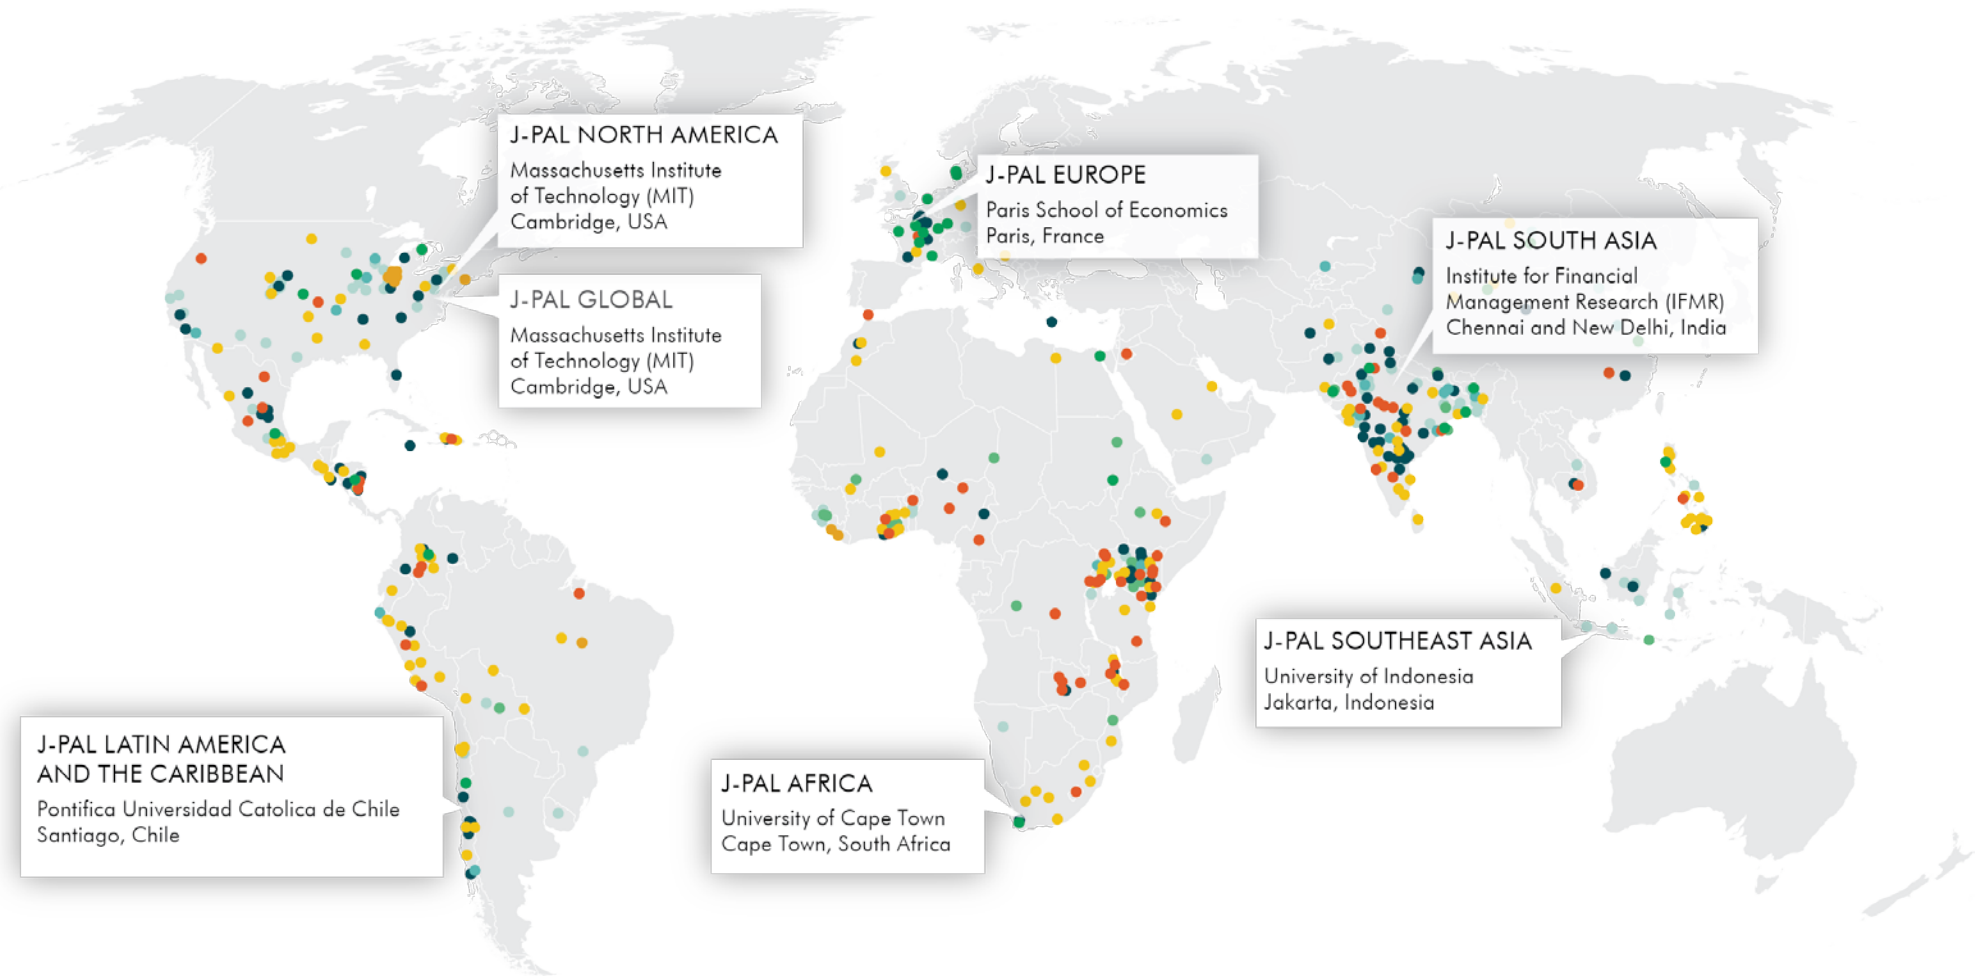 J-PAL NORTH AMERICA
Massachusetts Institute
of Technology (MIT)
Cambridge, USA
J-PAL GLOBAL
Massachusetts Institute
of Technology (MIT)
Cambridge, USA
J-PAL EUROPE
Paris School of Economics
Paris, France
J-PAL SOUTH ASIA
Institute for Financial
Management Research (IFMR)
Chennai and New Delhi, India
J-PAL SOUTHEAST ASIA
University of Indonesia
Jakarta, Indonesia
J-PAL LATIN AMERICA
AND THE CARIBBEAN
Pontifica Universidad Catolica de Chile
Santiago, Chile
J-PAL AFRICA
University of Cape Town
Cape Town, South Africa